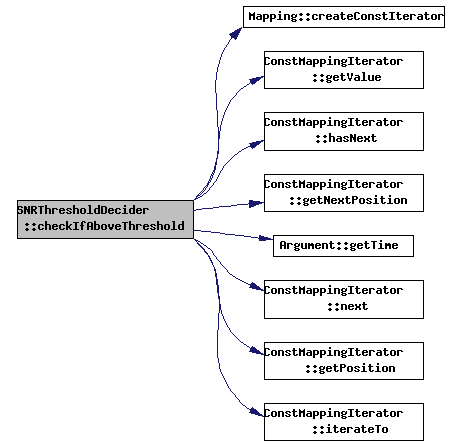 Mapping::createConstIterator
ConstMappingIterator
::getValue
ConstMappingIterator
::hasNext
ConstMappingIterator
::getNextPosition
SNRThresholdDecider
::checkIfAboveThreshold
Argument::getTime
ConstMappingIterator
::next
ConstMappingIterator
::getPosition
ConstMappingIterator
::iterateTo